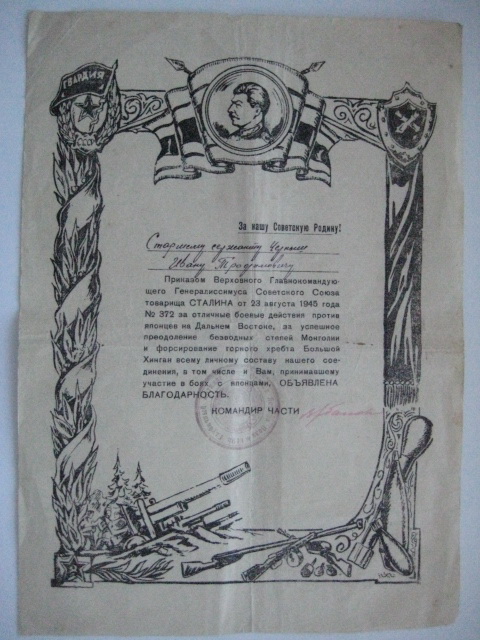 ГВАРДИЯ
СССР
За нашу Советскую Родину!
Старшему сержанту
Ивану
Приказом Верховного Главнокомандую-
щего Генералиссимуса Советского Союза
товарища СТАЛИНА от 23 августа 1945 года
№ 372 за отличные боевые действия против
японцев на Дальнем Востоке, за успешное
преодоление безводных степей Монголии
и форсирование горного хребта Большой
Хинган всему личному составу нашего сое-
динения, в том числе и Вам, принимавшему
участие в боях с японцами, ОБЪЯВЛЕНА
БЛАГОДАРНОСТЬ.
КОМАНДИР ЧАСТИ